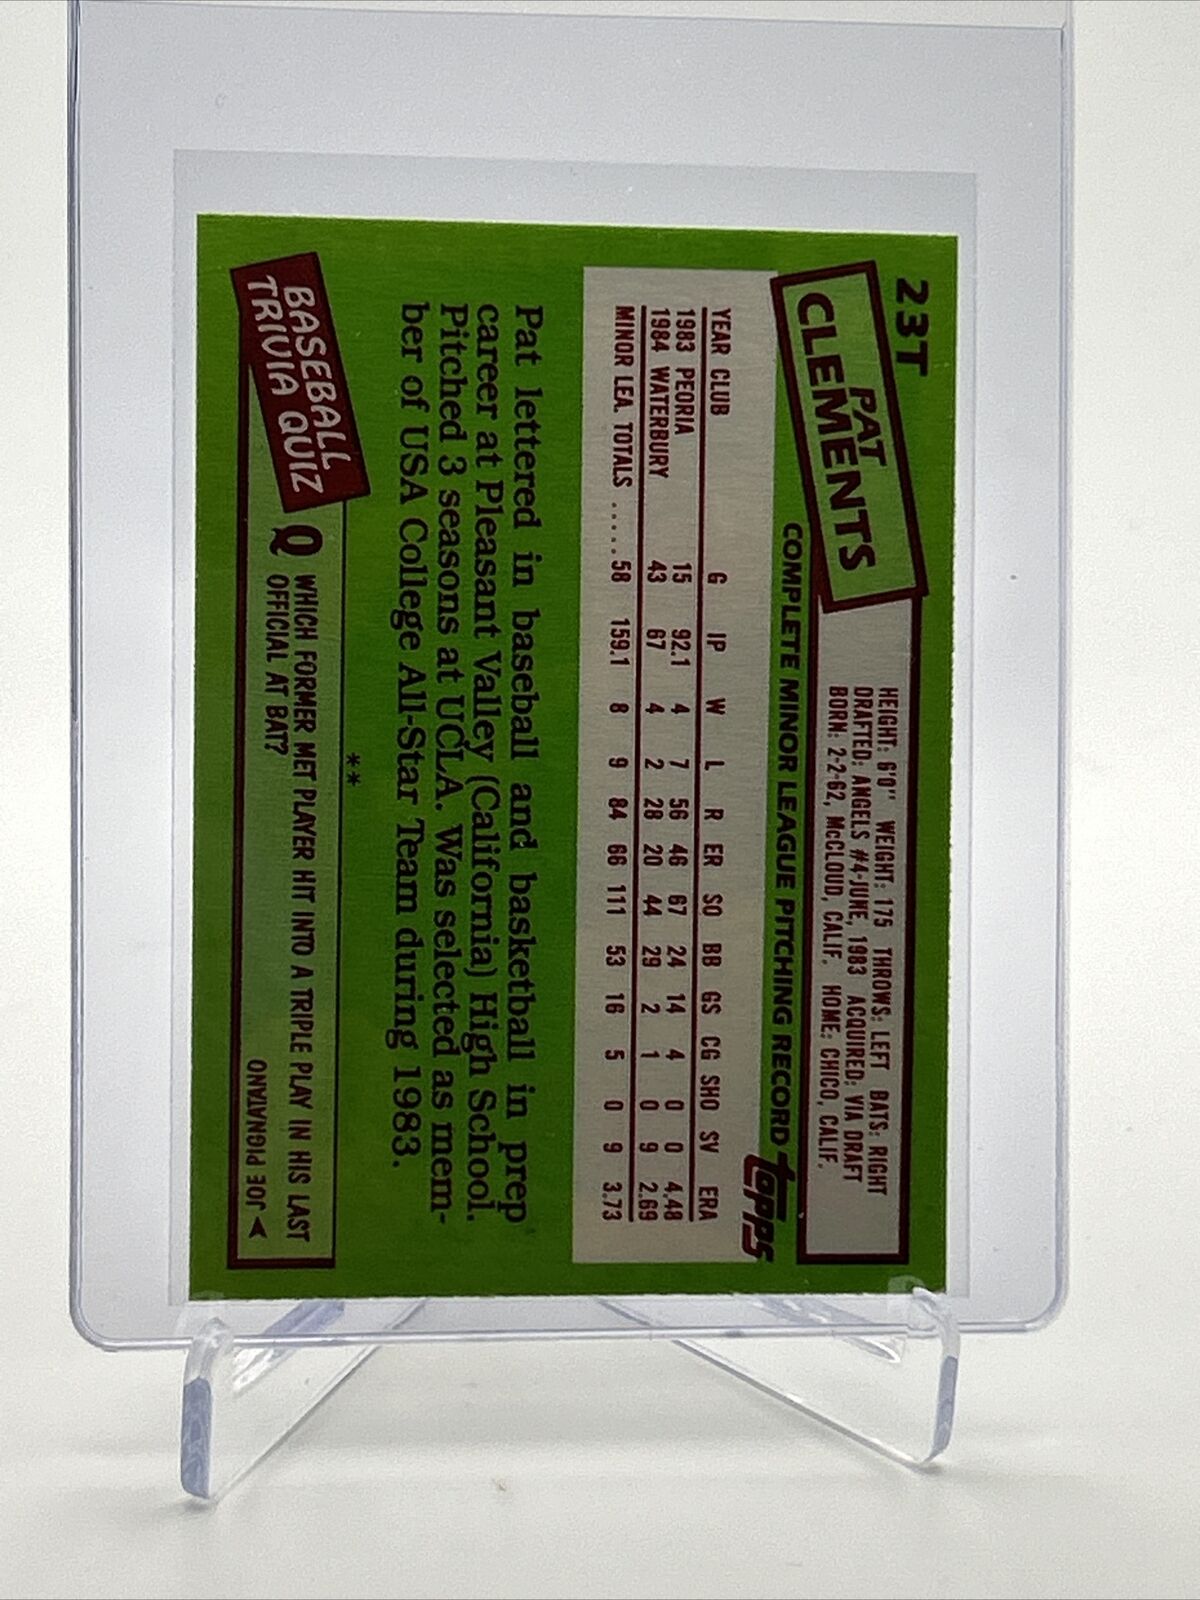 23T
PAT
CLEMENTS
HEIGHT: 6'0" WEIGHT: 175 THROWS: LEFT BATS: RIGHT
DRAFTED: ANGELS #4-JUNE, 1983 ACQUIRED: VIA DRAFT
BORN: 2-2-62, McCLOUD, CALIF. HOME: CHICO, CALIF.
COMPLETE MINOR LEAGUE PITCHING RECORD topps
YEAR CLUB G IP W L R ER SO BB GS CG SHO SV ERA
1983 PEORIA 15 92.1 4 7 56 46 67 24 14 4 0 0 4.48
1984 WATERBURY 43 67 4 2 28 20 44 29 2 1 0 9 2.69
MINOR LEA. TOTALS ..... 58 159.1 8 9 84 66 111 53 16 5 0 9 3.73
Pat lettered in baseball and basketball in prep
career at Pleasant Valley (California) High School.
Pitched 3 seasons at UCLA. Was selected as mem-
ber of USA College All-Star Team during 1983.
**
BASEBALL
TRIVIA QUIZ
Q WHICH FORMER MET PLAYER HIT INTO A TRIPLE PLAY IN HIS LAST
OFFICIAL AT BAT?
JOE PIGNATANO